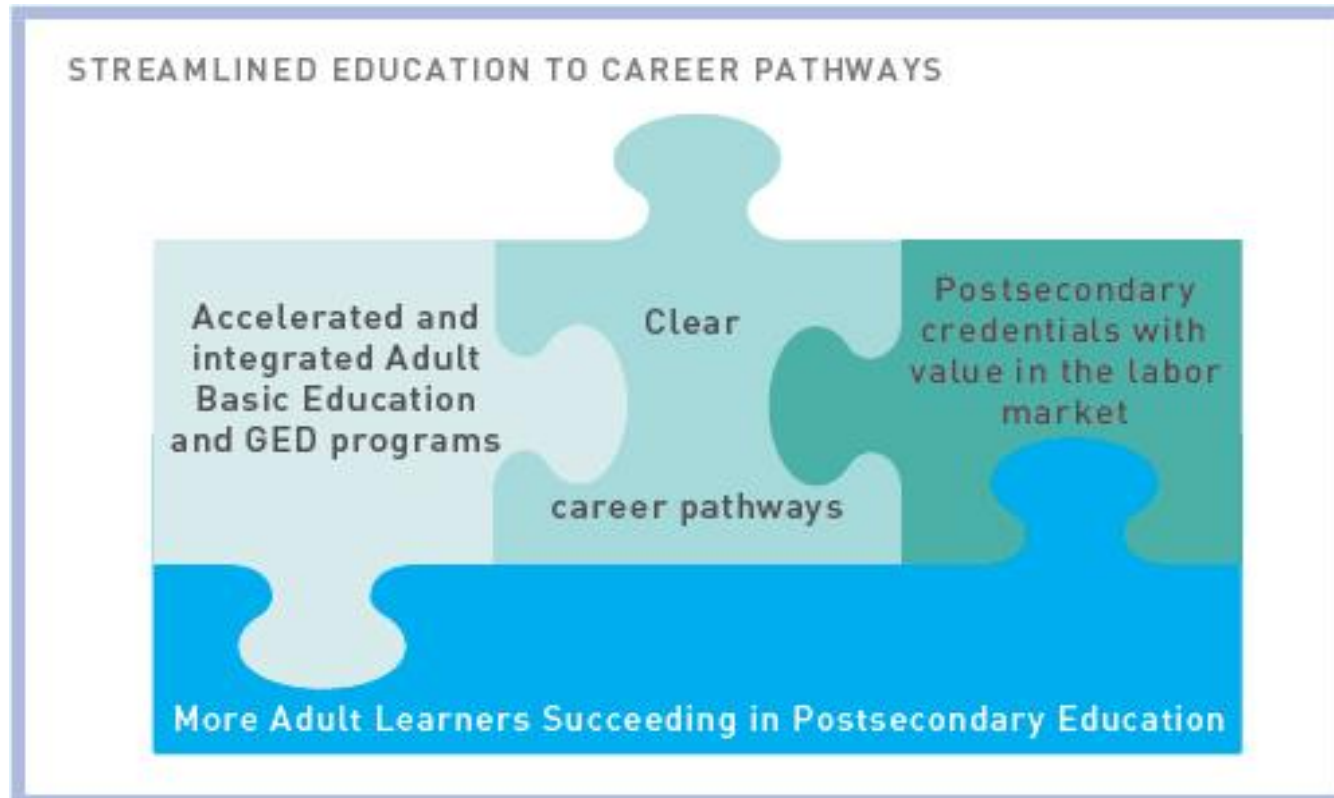 STREAMLINED EDUCATION TO CAREER PATHWAYS
Accelerated and
integrated Adult
Basic Education
and GED programs
Clear
career pathways
Postsecondary
credentials with
value in the labor
market
More Adult Learners Succeeding in Postsecondary Education